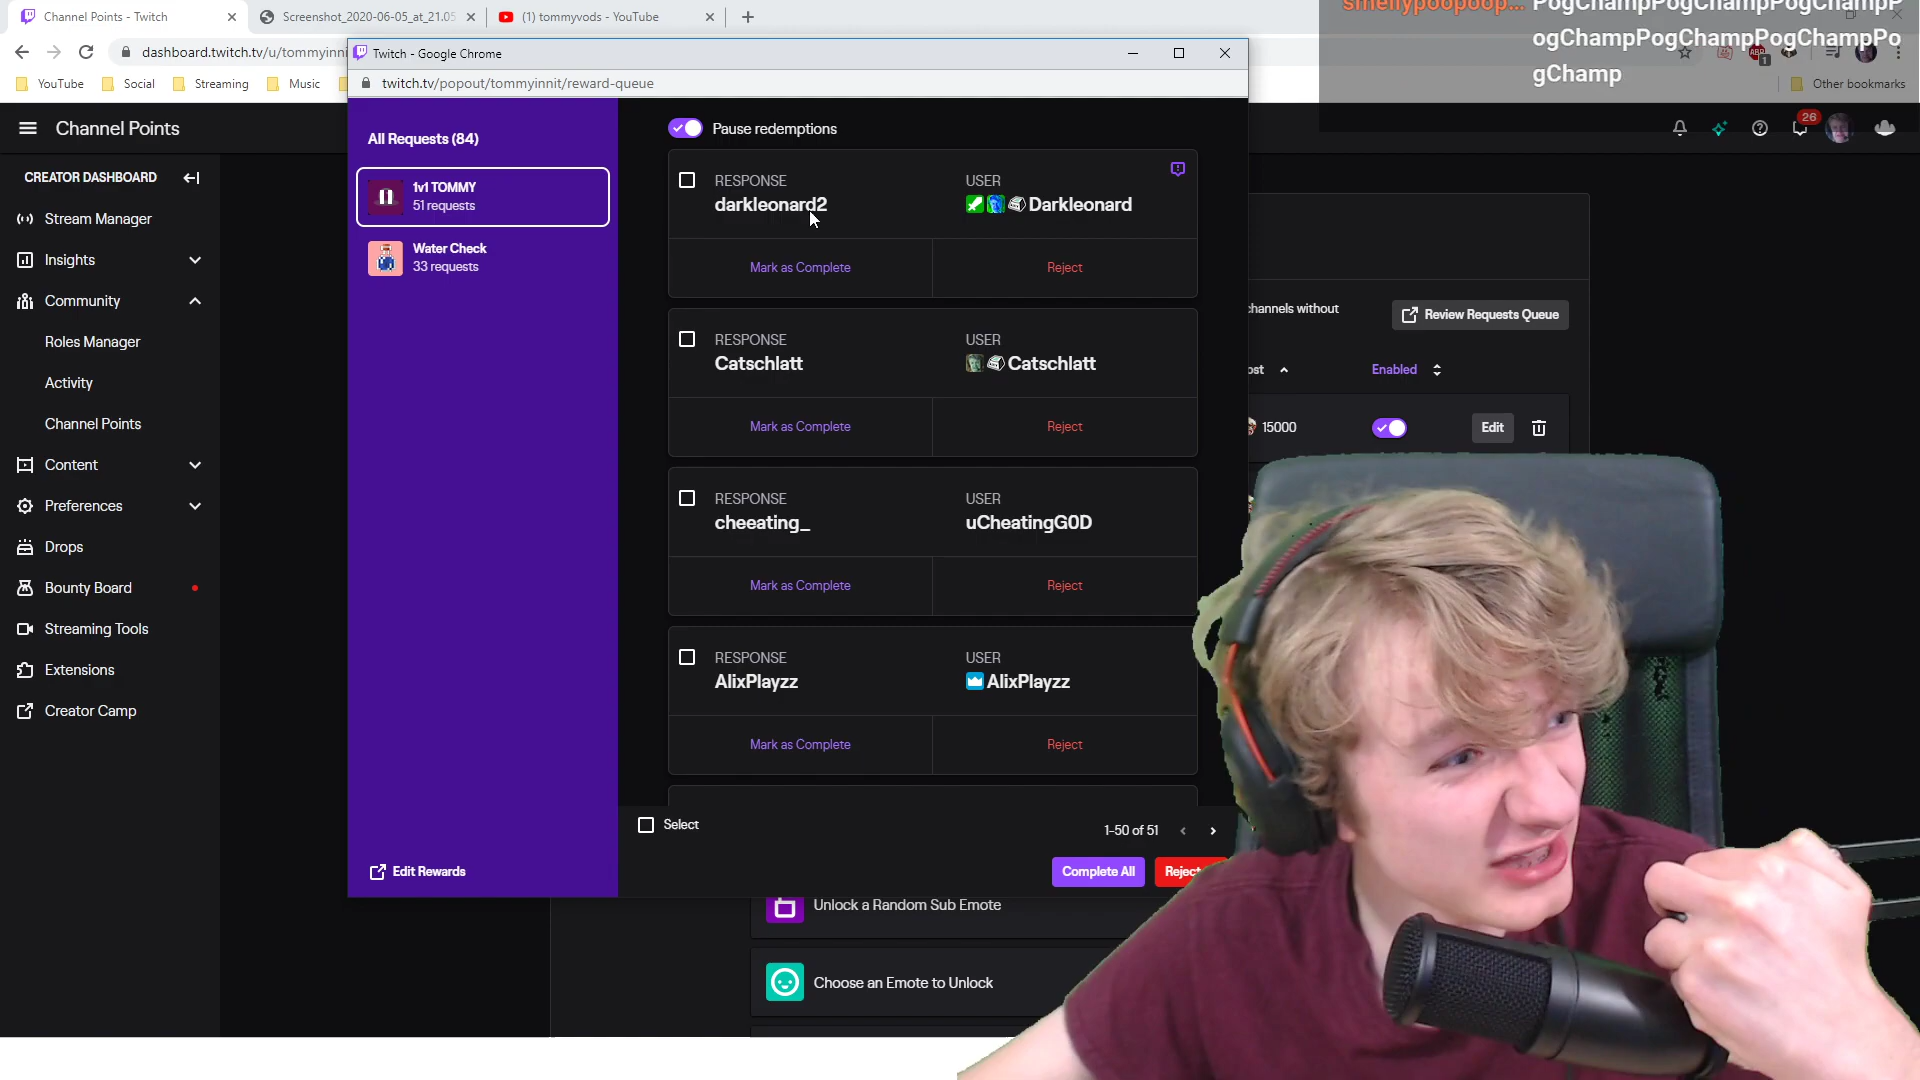 Channel Points - Twitch
Screenshot_2020-06-05_at_21.05
(1) tommyvods - YouTube
dashboard.twitch.tv/u/tommyinni
Twitch - Google Chrome
twitch.tv/popout/tommyinnit/reward-queue
YouTube
Social
Streaming
Music
Other bookmarks
smellypoopoop... PogChampPogChampPogChampP
ogChampPogChampPogChampPo
gChamp
Channel Points
26
CREATOR DASHBOARD
Stream Manager
Insights
Community
Roles Manager
Activity
Channel Points
Content
Preferences
Drops
Bounty Board
Streaming Tools
Extensions
Creator Camp
All Requests (84)
1v1 TOMMY
51 requests
Water Check
33 requests
Edit Rewards
Pause redemptions
RESPONSE USER
darkleonard2 Darkleonard
Mark as Complete Reject
RESPONSE USER
Catschlatt Catschlatt
Mark as Complete Reject
RESPONSE USER
cheeating_ uCheatingG0D
Mark as Complete Reject
RESPONSE USER
AlixPlayzz AlixPlayzz
Mark as Complete Reject
Select
1-50 of 51
Complete All Reject
channels without
Review Requests Queue
ost Enabled
15000 Edit
Unlock a Random Sub Emote
Choose an Emote to Unlock